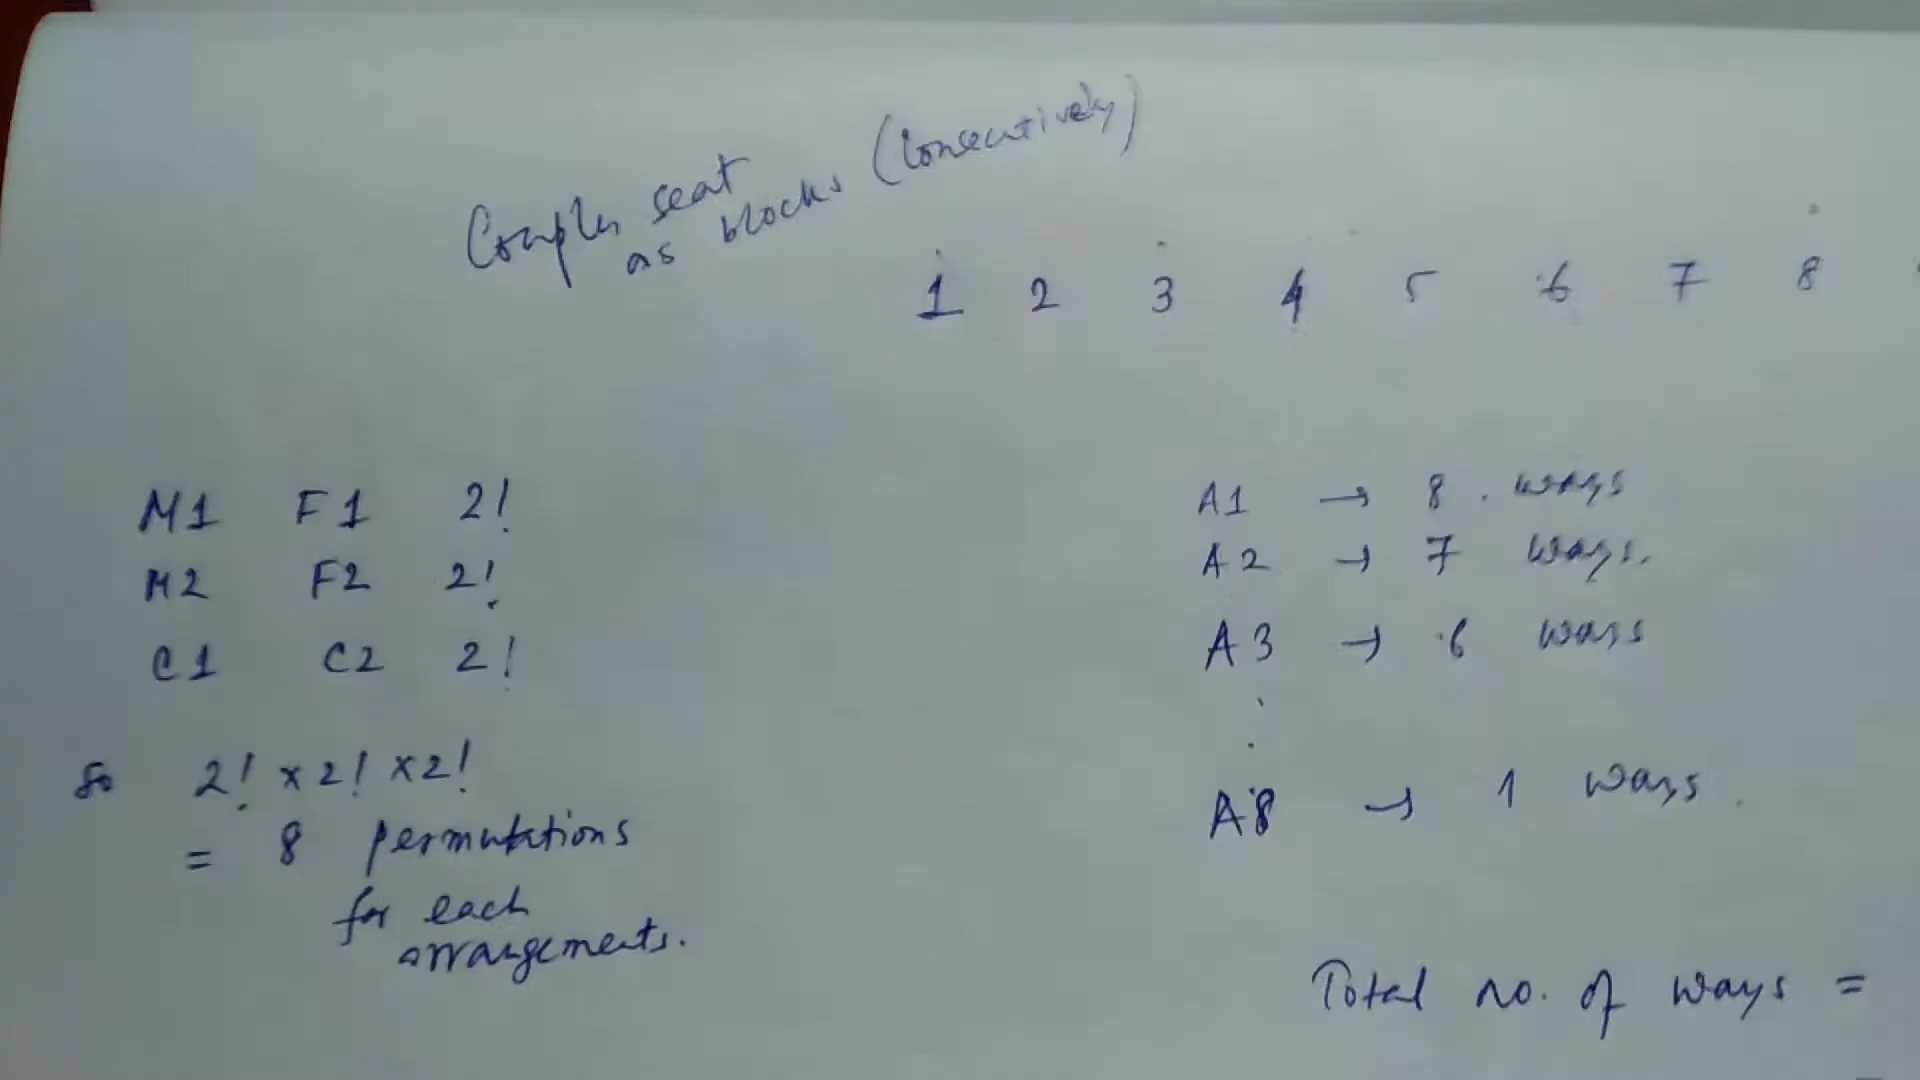 Couples seat
as blocks (Consecutively)
1 2 3 4 5 6 7 8
M1 F1 2!
M2 F2 2!
C1 C2 2!
So 2! × 2! × 2!
= 8 permutations
for each
arrangements.
A1 → 8 ways
A2 → 7 ways.
A3 → 6 ways
:
A8 → 1 ways.
Total no. of ways =